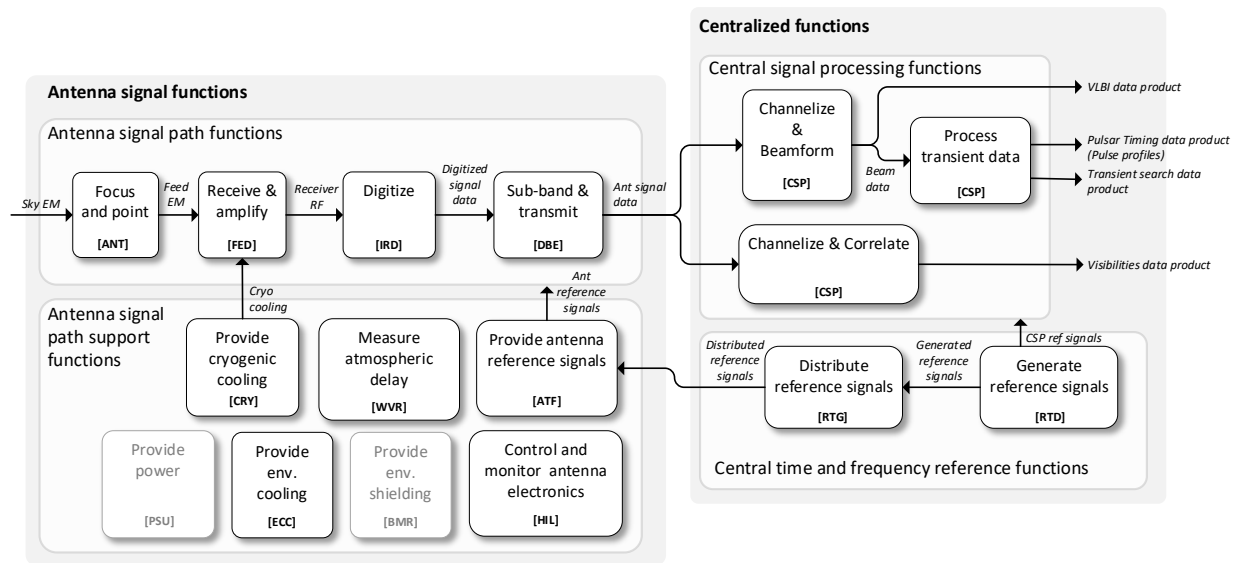 Centralized functions
Central signal processing functions
Antenna signal functions
Antenna signal path functions
Sky EM
Focus
and point
[ANT]
Feed
EM
Receive &
amplify
[FED]
Receiver
RF
Digitize
[IRD]
Digitized
signal
data
Sub-band &
transmit
[DBE]
Ant signal
data
Channelize
&
Beamform
[CSP]
Beam
data
Process
transient data
[CSP]
VLBI data product
Pulsar Timing data product
(Pulse profiles)
Transient search data
product
Channelize & Correlate
[CSP]
Visibilities data product
Cryo
cooling
Ant
reference
signals
Antenna signal
path support
functions
Provide
cryogenic
cooling
[CRY]
Measure
atmospheric
delay
[WVR]
Provide antenna
reference signals
[ATF]
Distributed
reference
signals
Distribute
reference signals
[RTG]
Generated
reference
signals
CSP ref signals
Generate
reference signals
[RTD]
Central time and frequency reference functions
Provide
power
[PSU]
Provide
env.
cooling
[ECC]
Provide
env.
shielding
[BMR]
Control and
monitor antenna
electronics
[HIL]